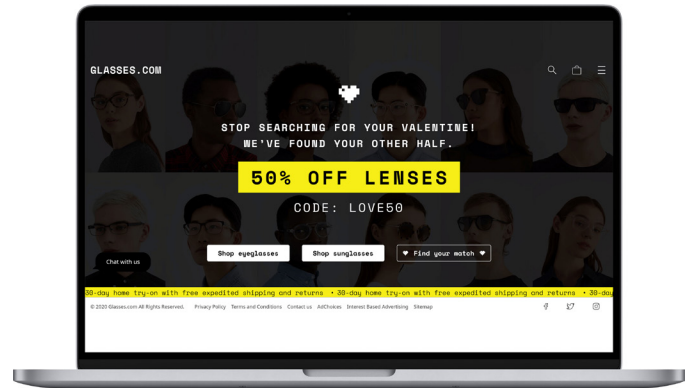 GLASSES.COM
STOP SEARCHING FOR YOUR VALENTINE!
WE'VE FOUND YOUR OTHER HALF.
50% OFF LENSES
CODE: LOVE50
Shop eyeglasses
Shop sunglasses
♥ Find your match ♥
Chat with us
30-day home try-on with free expedited shipping and returns • 30-day home try-on with free expedited shipping and returns • 30-day
© 2020 Glasses.com All Rights Reserved. Privacy Policy Terms and Conditions Contact us AdChoices Interest Based Advertising Sitemap